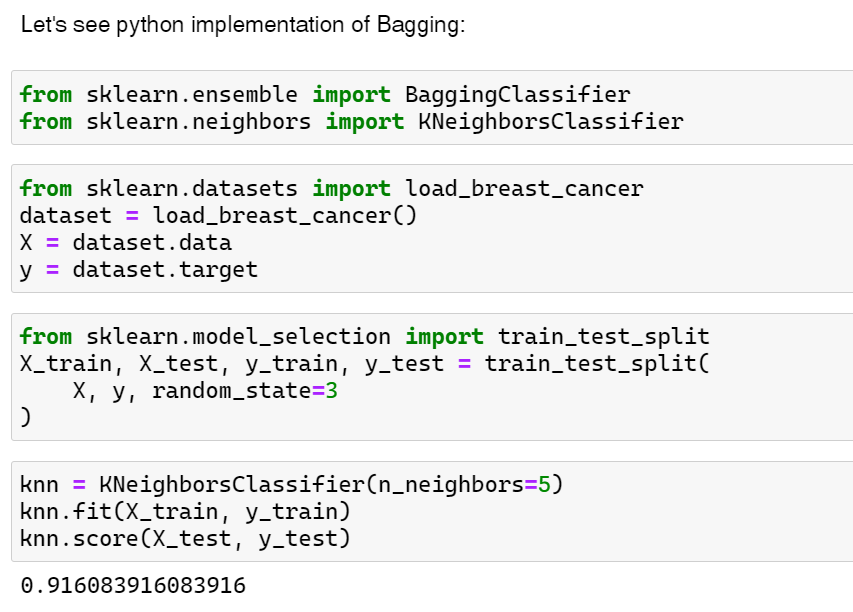 Let's see python implementation of Bagging:
from sklearn.ensemble import BaggingClassifier
from sklearn.neighbors import KNeighborsClassifier
from sklearn.datasets import load_breast_cancer
dataset = load_breast_cancer()
X = dataset.data
y = dataset.target
from sklearn.model_selection import train_test_split
X_train, X_test, y_train, y_test = train_test_split(
    X, y, random_state=3
)
knn = KNeighborsClassifier(n_neighbors=5)
knn.fit(X_train, y_train)
knn.score(X_test, y_test)
0.916083916083916